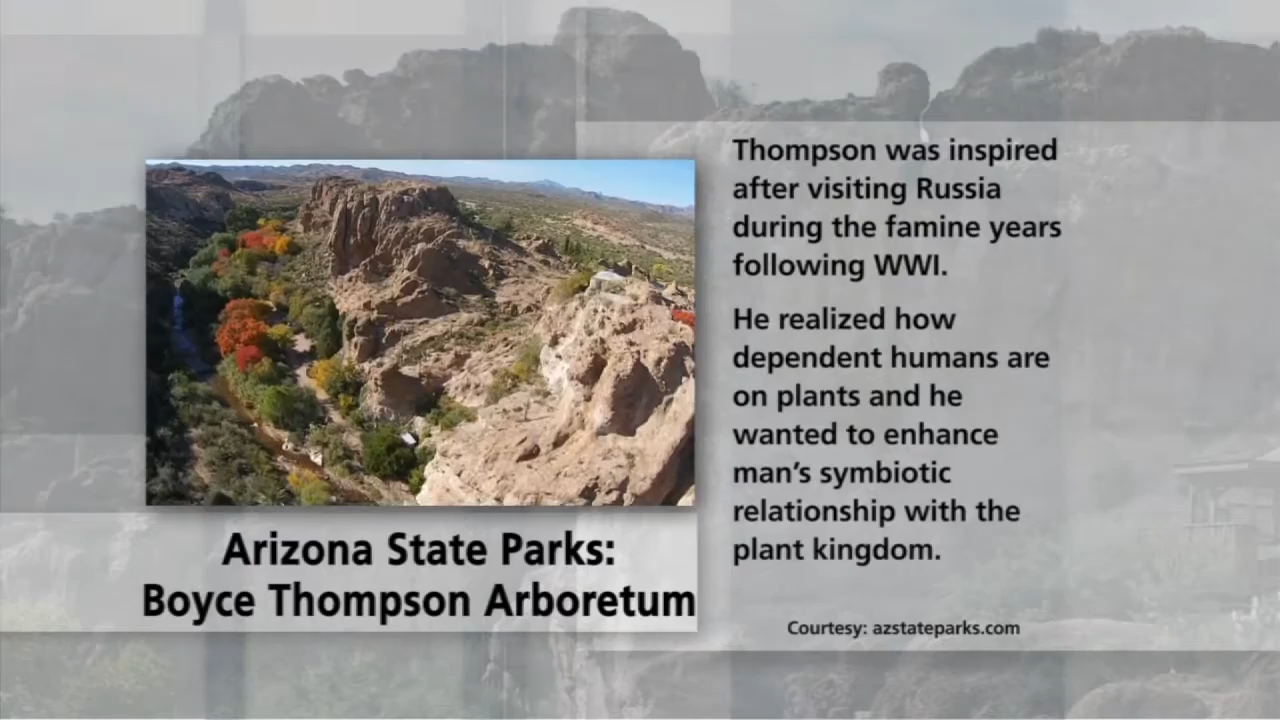 Thompson was inspired
after visiting Russia
during the famine years
following WWI.
He realized how
dependent humans are
on plants and he
wanted to enhance
man’s symbiotic
relationship with the
plant kingdom.
Arizona State Parks:
Boyce Thompson Arboretum
Courtesy: azstateparks.com